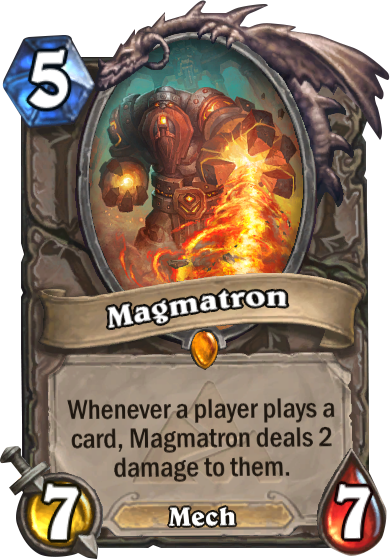 5
Magmatron
Whenever a player plays a
card, Magmatron deals 2
damage to them.
7
Mech
7